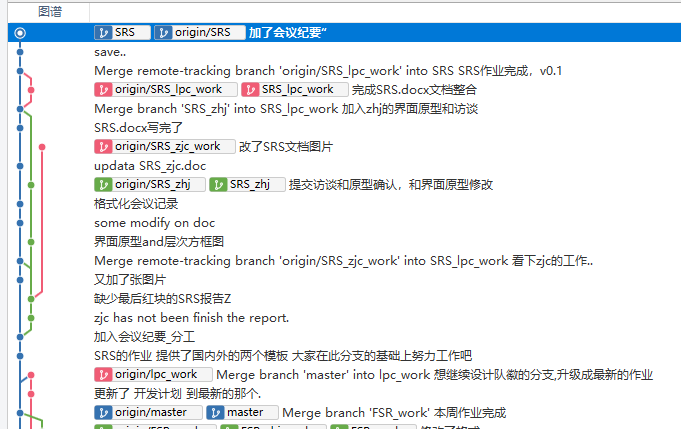 图谱
SRS origin/SRS 加了会议纪要“
save..
Merge remote-tracking branch 'origin/SRS_lpc_work' into SRS SRS作业完成，v0.1
origin/SRS_lpc_work SRS_lpc_work 完成SRS.docx文档整合
Merge branch 'SRS_zhj' into SRS_lpc_work 加入zhj的界面原型和访谈
SRS.docx写完了
origin/SRS_zjc_work 改了SRS文档图片
updata SRS_zjc.doc
origin/SRS_zhj SRS_zhj 提交访谈和原型确认，和界面原型修改
格式化会议记录
some modify on doc
界面原型and层次方框图
Merge remote-tracking branch 'origin/SRS_zjc_work' into SRS_lpc_work 看下zjc的工作..
又加了张图片
缺少最后红块的SRS报告Z
zjc has not been finish the report.
加入会议纪要_分工
SRS的作业 提供了国内外的两个模板 大家在此分支的基础上努力工作吧
origin/lpc_work Merge branch 'master' into lpc_work 想继续设计队徽的分支,升级成最新的作业
更新了 开发计划 到最新的那个.
origin/master master Merge branch 'FSR_work' 本周作业完成